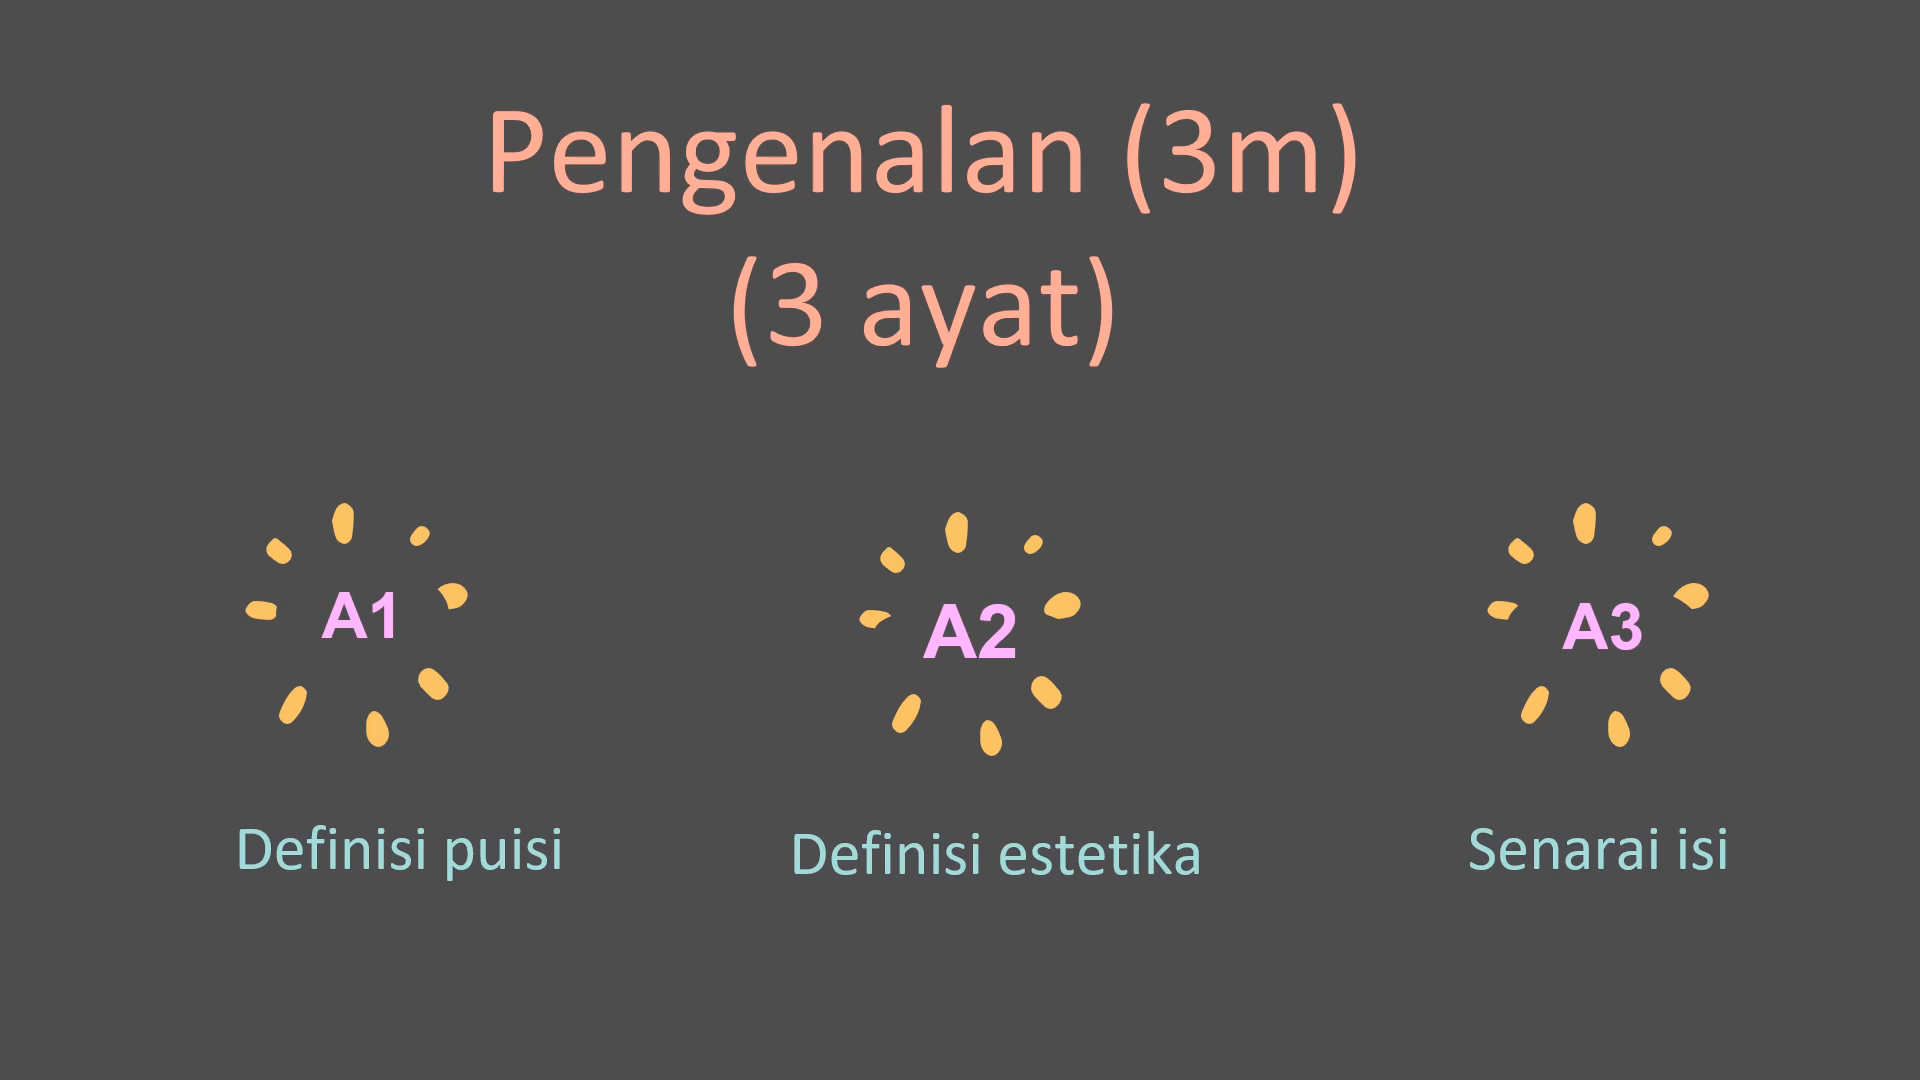 Pengenalan (3m)
(3 ayat)
A1
A2
A3
Definisi puisi
Definisi estetika
Senarai isi